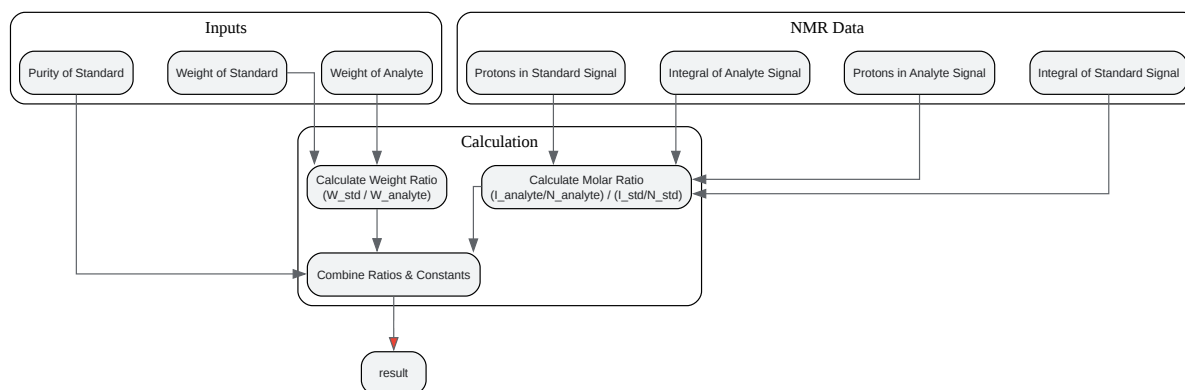 Inputs
NMR Data
Purity of Standard
Weight of Standard
Weight of Analyte
Protons in Standard Signal
Integral of Analyte Signal
Protons in Analyte Signal
Integral of Standard Signal
Calculation
Calculate Weight Ratio
(W_std / W_analyte)
Calculate Molar Ratio
(I_analyte/N_analyte) / (I_std/N_std)
Combine Ratios & Constants
result